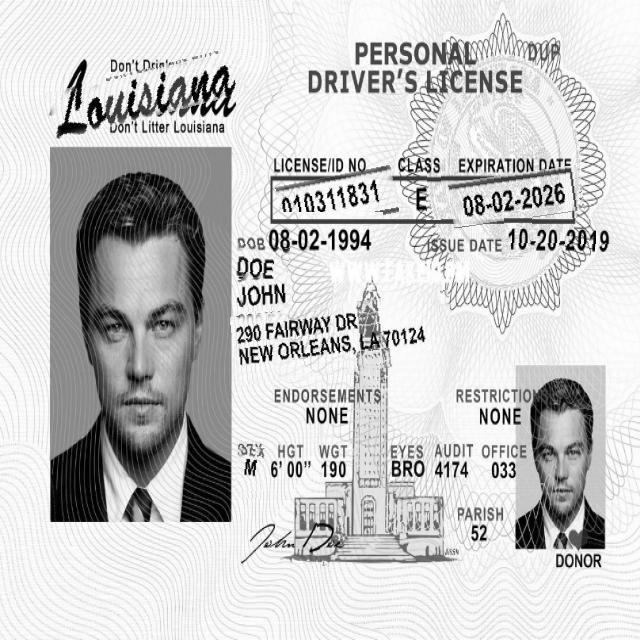 PERSONAL DUP
DRIVER'S LICENSE
Don't
Louisiana
Don't Litter Louisiana
LICENSE/ID NO CLASS EXPIRATION DATE
010311831 E 08-02-2026
DOB 08-02-1994 ISSUE DATE 10-20-2019
DOE
JOHN
290 FAIRWAY DR
NEW ORLEANS, LA 70124
ENDORSEMENTS RESTRICTION
NONE NONE
SEX HGT WGT EYES AUDIT OFFICE
M 6' 00" 190 BRO 4174 033
PARISH
52
John Doe
DONOR